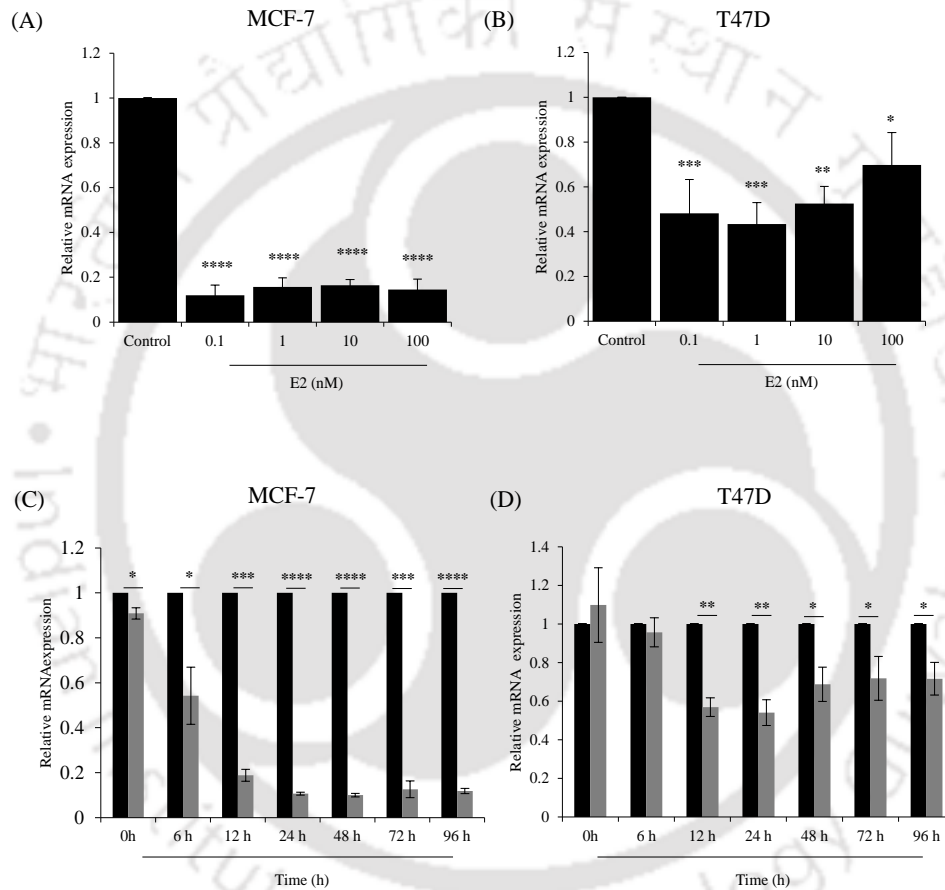 (A)
MCF-7
Relative mRNA expression
1.2
1
0.8
0.6
0.4
0.2
0
****
****
****
****
Control
0.1
1
10
100
E2 (nM)
(B)
T47D
Relative mRNA expression
1.2
1
0.8
0.6
0.4
0.2
0
***
***
**
*
Control
0.1
1
10
100
E2 (nM)
(C)
MCF-7
Relative mRNAexpression
1.2
1
0.8
0.6
0.4
0.2
0
*
*
***
****
****
***
****
0h
6 h
12 h
24 h
48 h
72 h
96 h
Time (h)
(D)
T47D
Relative mRNA expression
1.4
1.2
1
0.8
0.6
0.4
0.2
0
**
**
*
*
*
0h
6 h
12 h
24 h
48 h
72 h
96 h
Time (h)